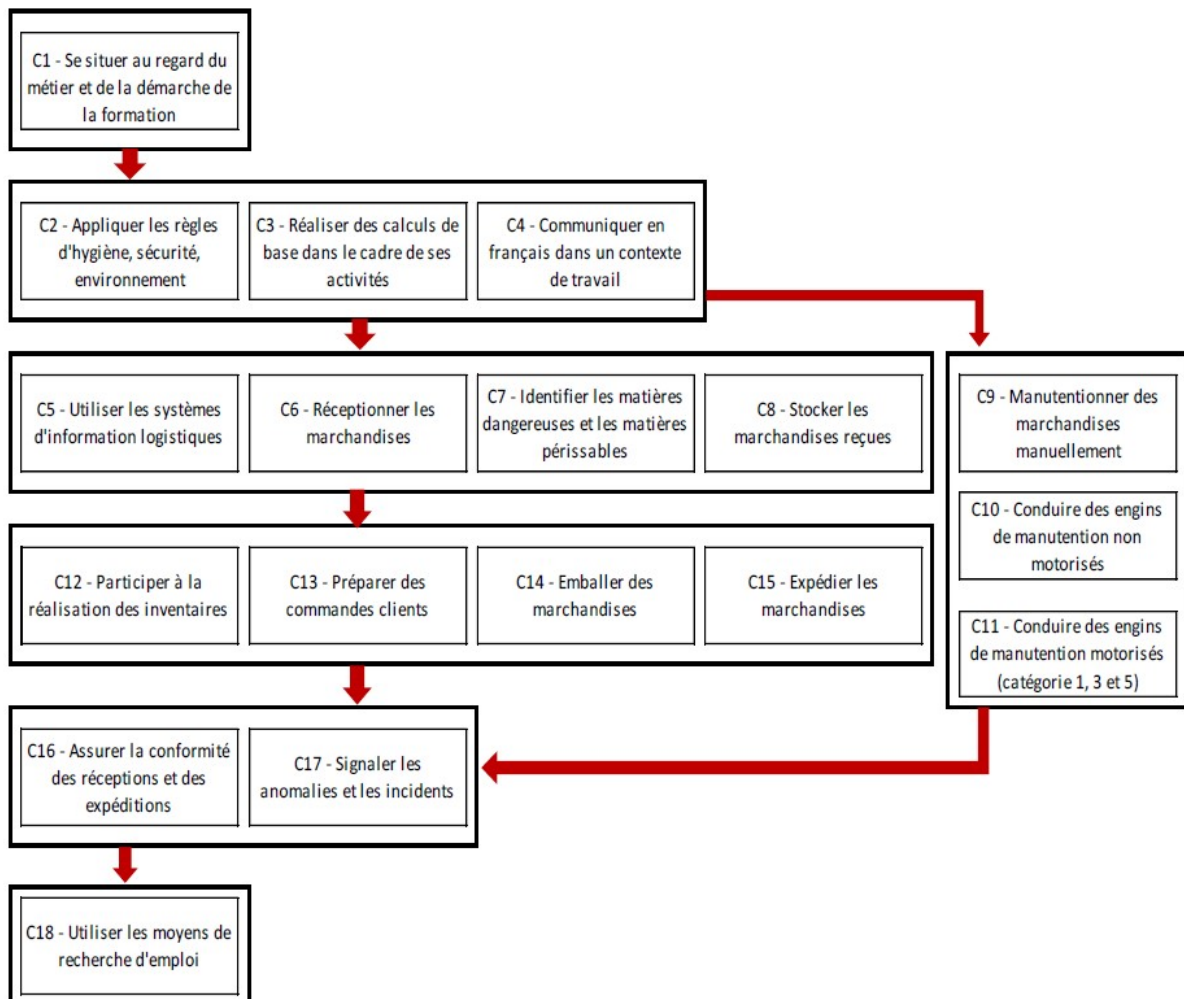 C1 - Se situer au regard du
métier et de la démarche de
la formation
C2 - Appliquer les règles
d'hygiène, sécurité,
environnement
C3 - Réaliser des calculs de
base dans le cadre de ses
activités
C4 - Communiquer en
français dans un contexte
de travail
C5 - Utiliser les systèmes
d'information logistiques
C6 - Réceptionner les
marchandises
C7 - Identifier les matières
dangereuses et les matières
périssables
C8 - Stocker les
marchandises reçues
C9 - Manutentionner des
marchandises
manuellement
C10 - Conduire des engins
de manutention non
motorisés
C11 - Conduire des engins
de manutention motorisés
(catégorie 1, 3 et 5)
C12 - Participer à la
réalisation des inventaires
C13 - Préparer des
commandes clients
C14 - Emballer des
marchandises
C15 - Expédier les
marchandises
C16 - Assurer la conformité
des réceptions et des
expéditions
C17 - Signaler les
anomalies et les incidents
C18 - Utiliser les moyens de
recherche d'emploi